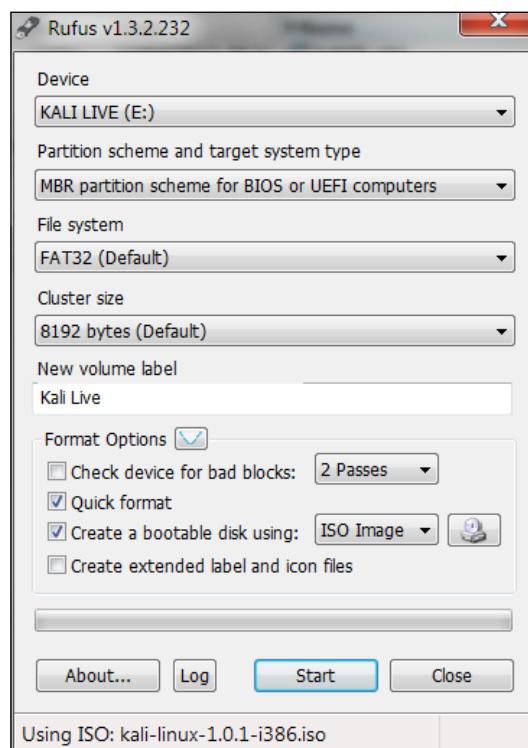 Rufus v1.3.2.232
Device
KALI LIVE (E:)
Partition scheme and target system type
MBR partition scheme for BIOS or UEFI computers
File system
FAT32 (Default)
Cluster size
8192 bytes (Default)
New volume label
Kali Live
Format Options
Check device for bad blocks: 2 Passes
Quick format
Create a bootable disk using: ISO Image
Create extended label and icon files
About... Log Start Close
Using ISO: kali-linux-1.0.1-i386.iso